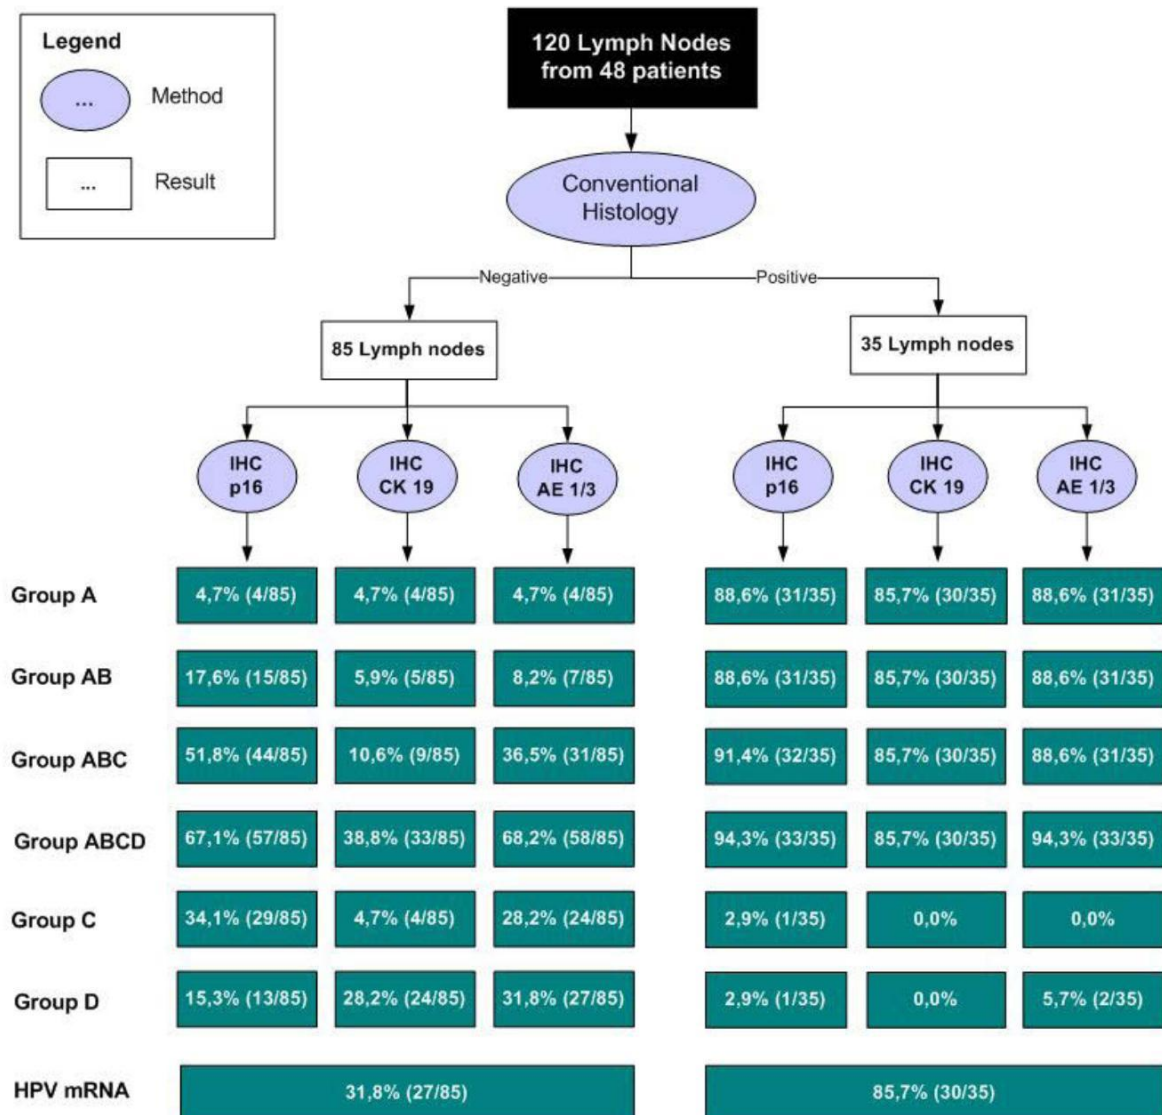 Legend
...
Method
...
Result
120 Lymph Nodes
from 48 patients
Conventional
Histology
Negative
Positive
85 Lymph nodes
35 Lymph nodes
IHC
p16
IHC
CK 19
IHC
AE 1/3
IHC
p16
IHC
CK 19
IHC
AE 1/3
Group A 4,7% (4/85) 4,7% (4/85) 4,7% (4/85) 88,6% (31/35) 85,7% (30/35) 88,6% (31/35)
Group AB 17,6% (15/85) 5,9% (5/85) 8,2% (7/85) 88,6% (31/35) 85,7% (30/35) 88,6% (31/35)
Group ABC 51,8% (44/85) 10,6% (9/85) 36,5% (31/85) 91,4% (32/35) 85,7% (30/35) 88,6% (31/35)
Group ABCD 67,1% (57/85) 38,8% (33/85) 68,2% (58/85) 94,3% (33/35) 85,7% (30/35) 94,3% (33/35)
Group C 34,1% (29/85) 4,7% (4/85) 28,2% (24/85) 2,9% (1/35) 0,0% 0,0%
Group D 15,3% (13/85) 28,2% (24/85) 31,8% (27/85) 2,9% (1/35) 0,0% 5,7% (2/35)
HPV mRNA 31,8% (27/85) 85,7% (30/35)